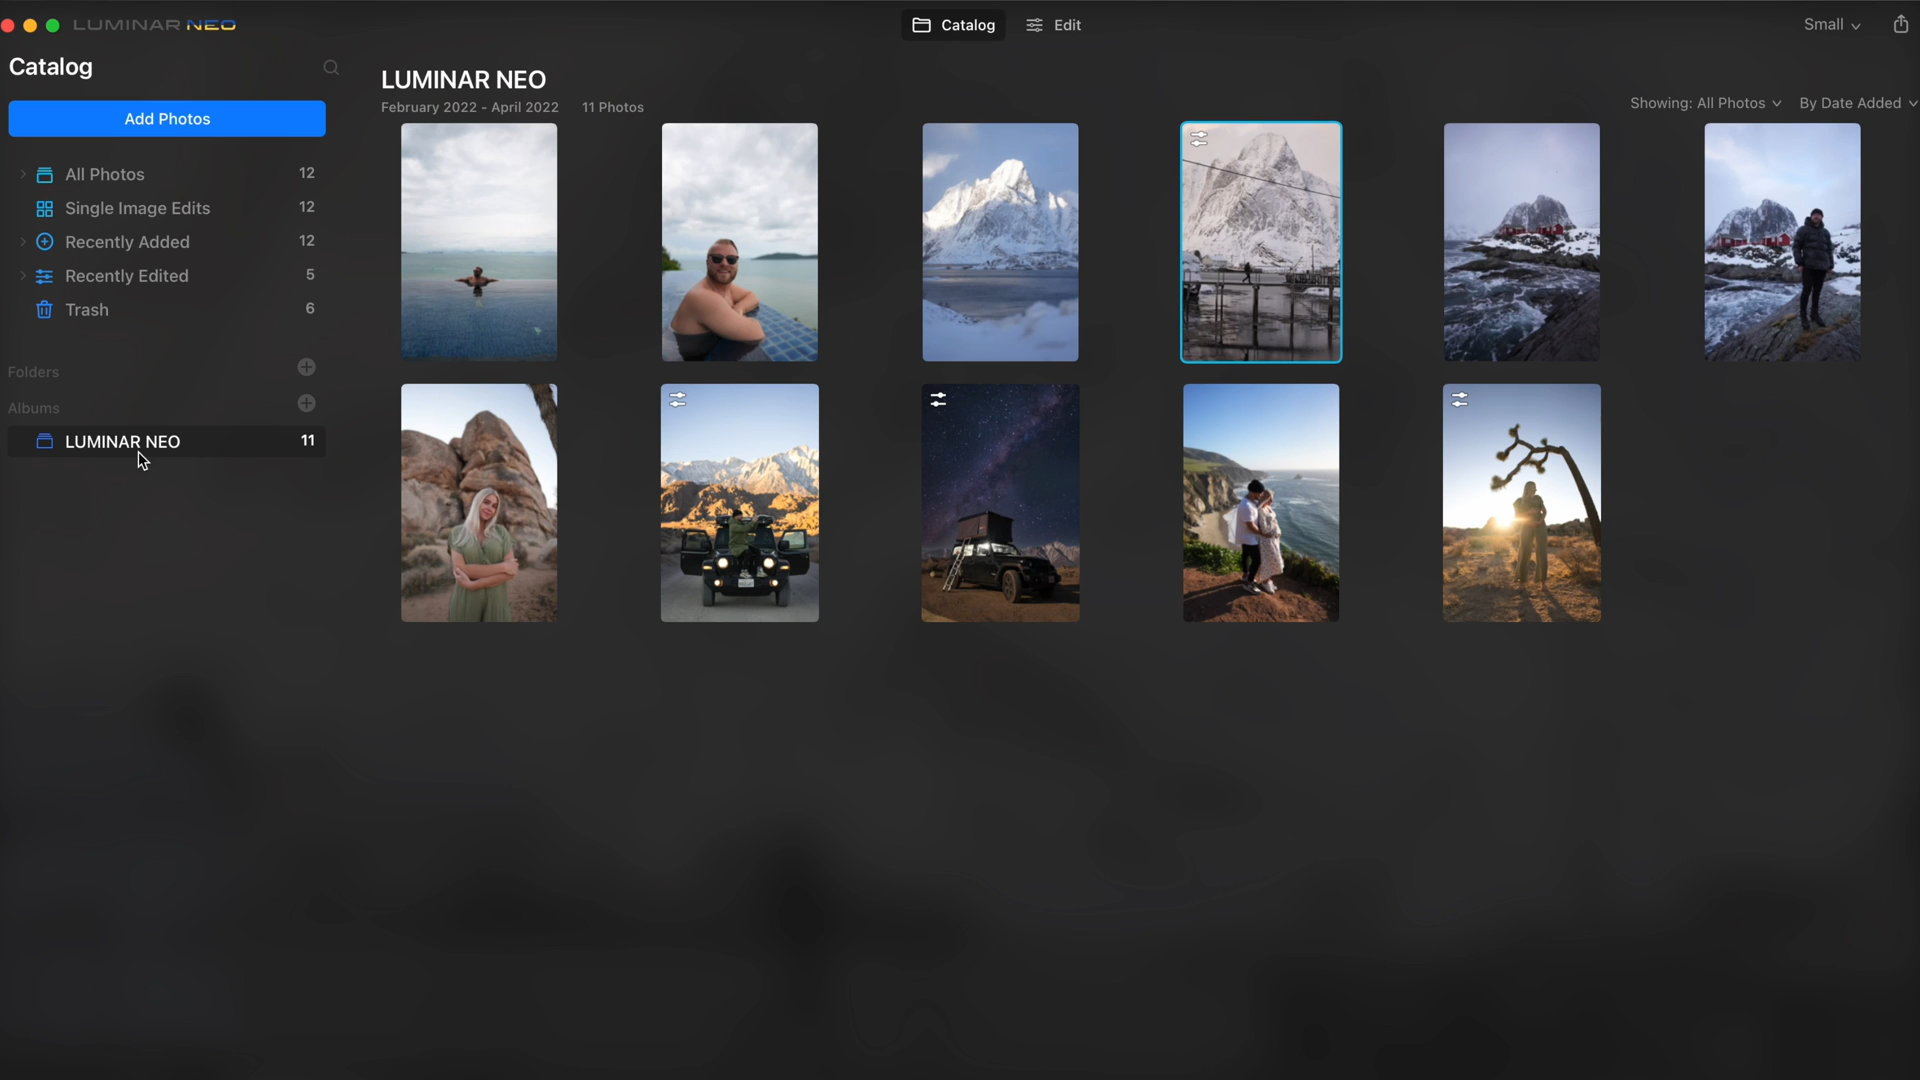 LUMINAR NEO
Catalog
Edit
Small
Catalog
Add Photos
All Photos 12
Single Image Edits 12
Recently Added 12
Recently Edited 5
Trash 6
Folders
Albums
LUMINAR NEO 11
LUMINAR NEO
February 2022 - April 2022 11 Photos
Showing: All Photos By Date Added